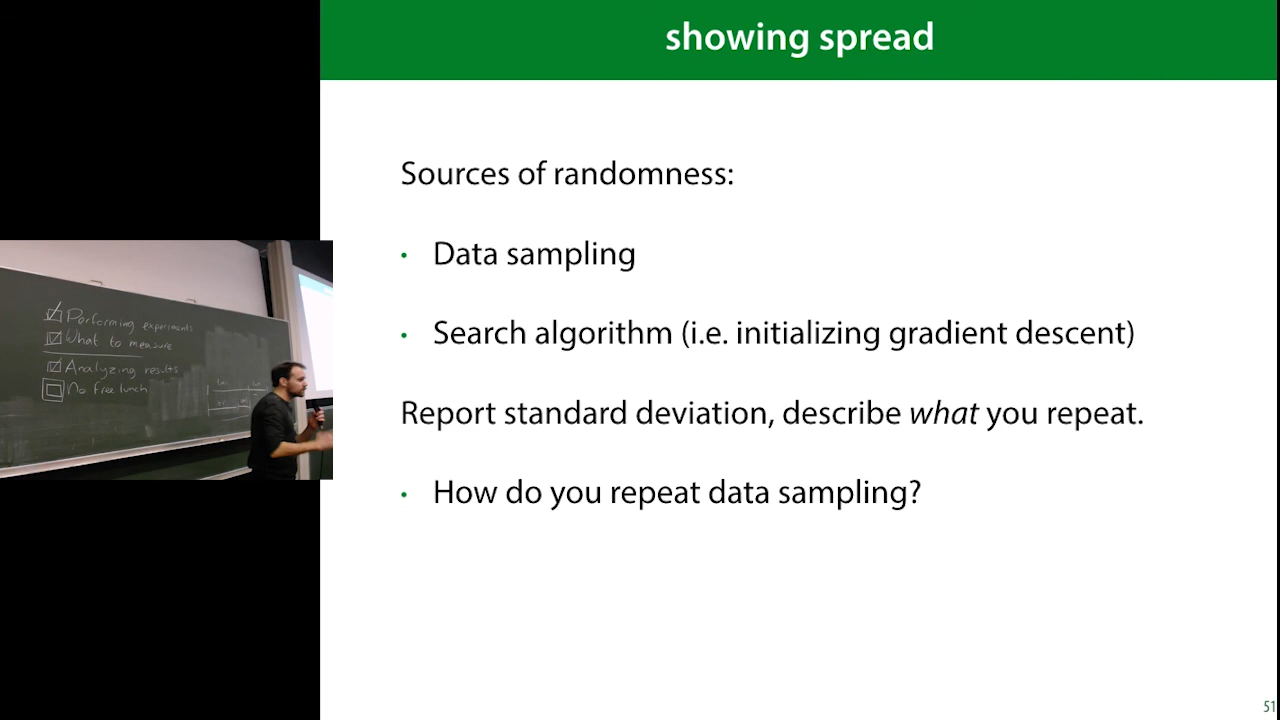 showing spread
Sources of randomness:
• Data sampling
• Search algorithm (i.e. initializing gradient descent)
Report standard deviation, describe what you repeat.
• How do you repeat data sampling?
51
Performing experiments
What to measure
Analyzing results
No free lunch